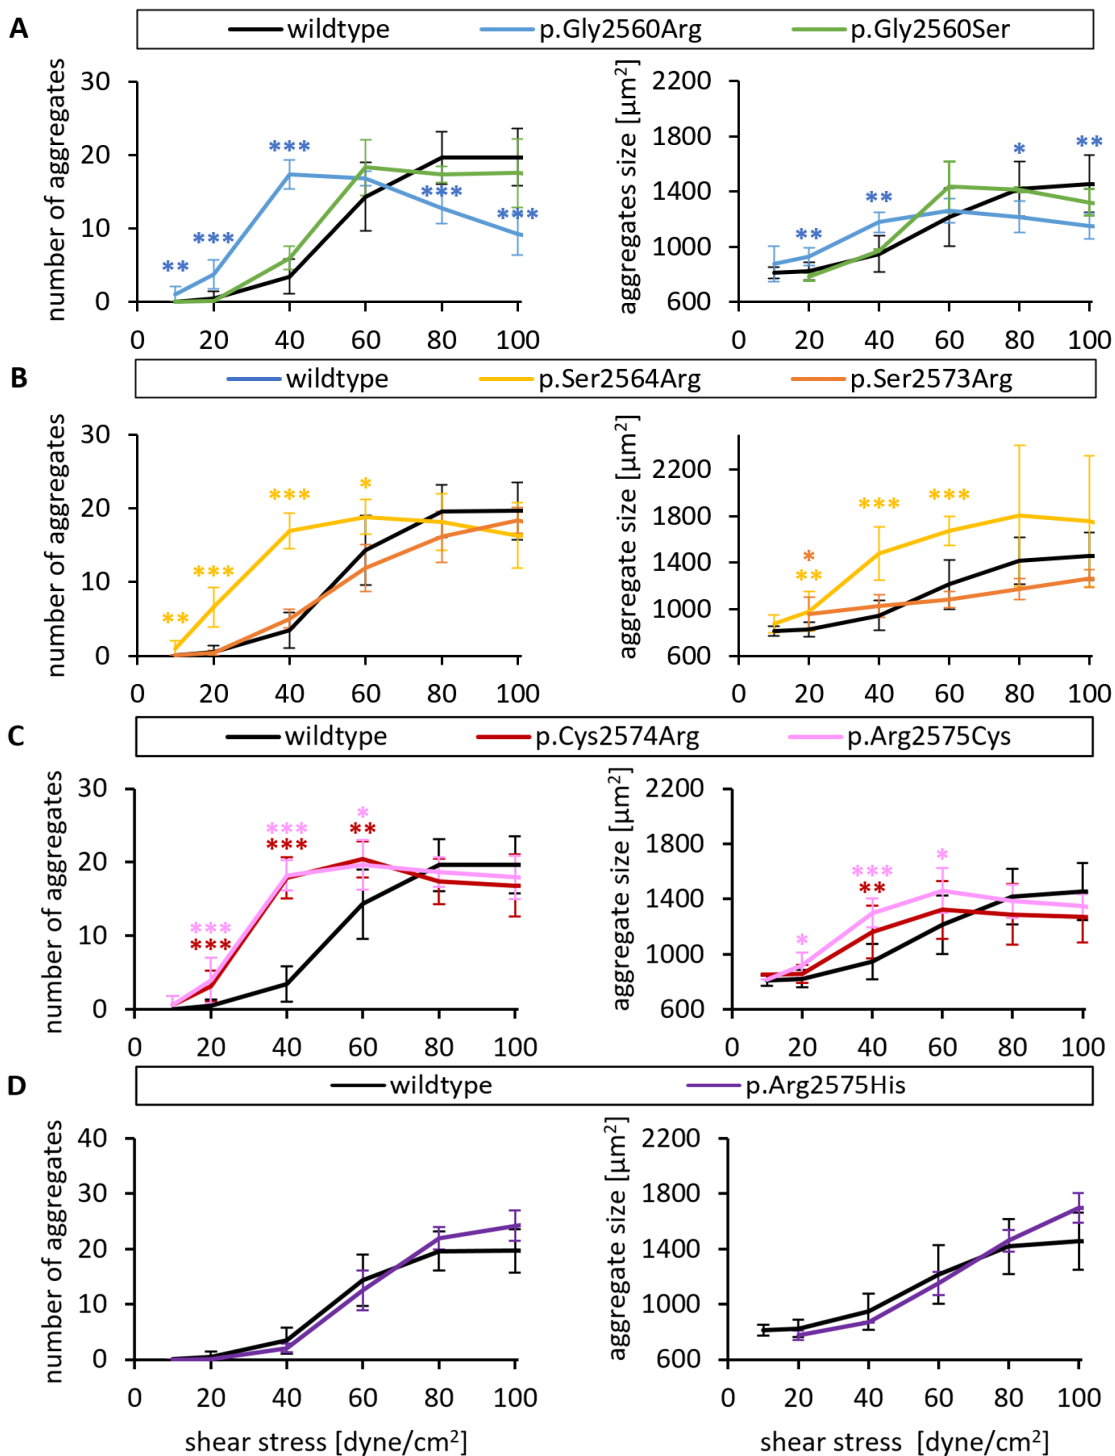 A
wildtype p.Gly2560Arg p.Gly2560Ser
number of aggregates
30
20
10
0
0 20 40 60 80 100
** *** *** *** ***
aggregates size [µm²]
2200
1800
1400
1000
600
0 20 40 60 80 100
** ** * **
B
wildtype p.Ser2564Arg p.Ser2573Arg
number of aggregates
30
20
10
0
0 20 40 60 80 100
** *** *** *
aggregate size [µm²]
2200
1800
1400
1000
600
0 20 40 60 80 100
*
** *** ***
C
wildtype p.Cys2574Arg p.Arg2575Cys
number of aggregates
30
20
10
0
0 20 40 60 80 100
*** *** *
*** *** **
aggregate size [µm²]
2200
1800
1400
1000
600
0 20 40 60 80 100
* *** *
**
D
wildtype p.Arg2575His
number of aggregates
40
30
20
10
0
0 20 40 60 80 100
shear stress [dyne/cm²]
aggregate size [µm²]
2200
1800
1400
1000
600
0 20 40 60 80 100
shear stress [dyne/cm²]